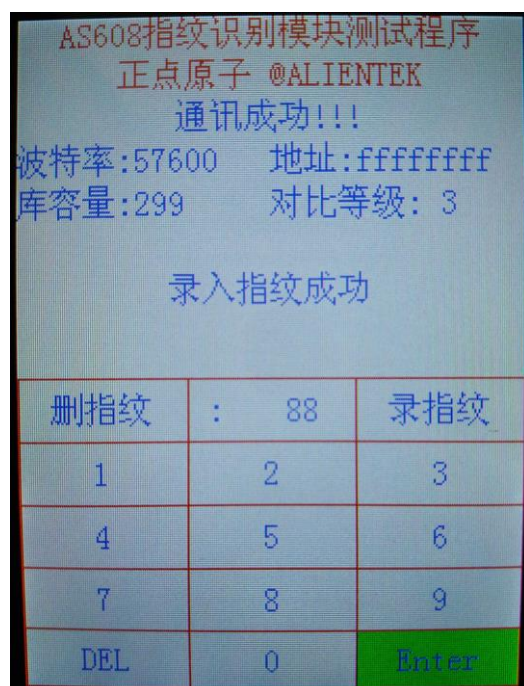 AS608指纹识别模块测试程序
正点原子 @ALIENTEK
通讯成功!!!
波特率:57600 地址:ffffffff
库容量:299 对比等级: 3
录入指纹成功
删指纹 : 88 录指纹
1 2 3
4 5 6
7 8 9
DEL 0 Enter